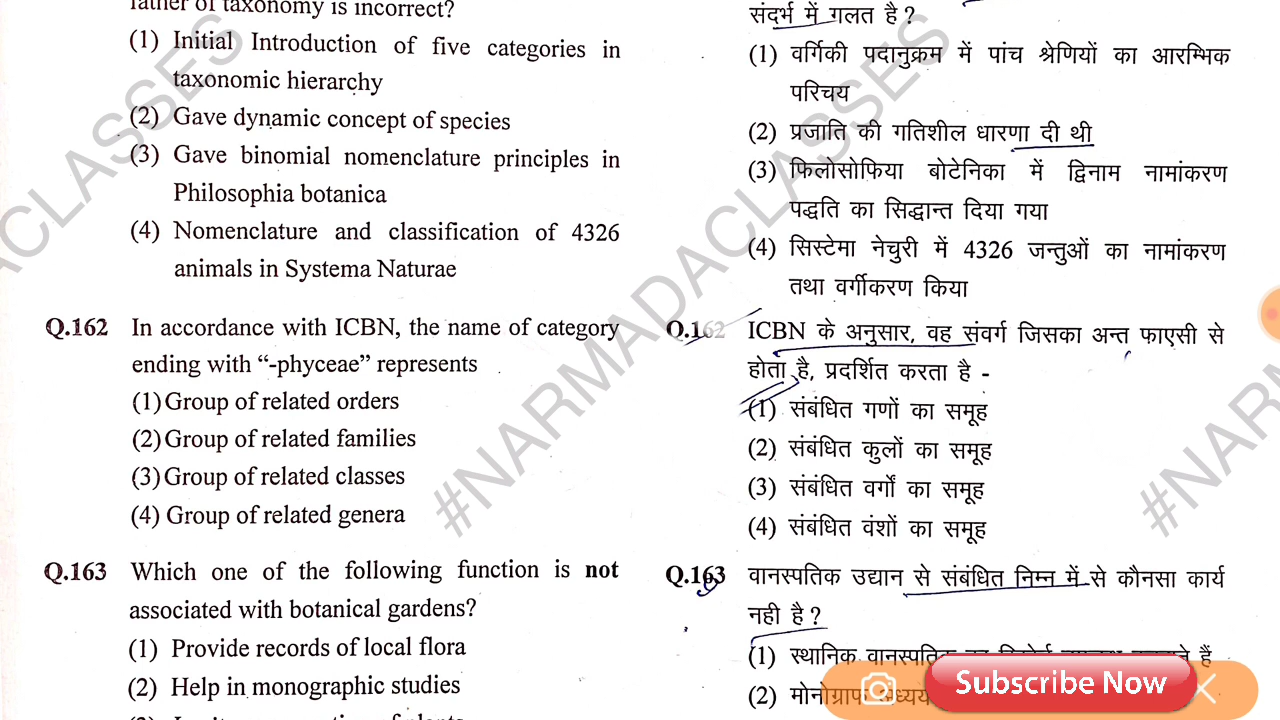 father of taxonomy is incorrect?
(1) Initial Introduction of five categories in
taxonomic hierarchy
(2) Gave dynamic concept of species
(3) Gave binomial nomenclature principles in
Philosophia botanica
(4) Nomenclature and classification of 4326
animals in Systema Naturae
Q.162 In accordance with ICBN, the name of category
ending with “-phyceae” represents
(1) Group of related orders
(2) Group of related families
(3) Group of related classes
(4) Group of related genera
Q.163 Which one of the following function is not
associated with botanical gardens?
(1) Provide records of local flora
(2) Help in monographic studies
संदर्भ में गलत है ?
(1) वर्गिकी पदानुक्रम में पांच श्रेणियों का आरम्भिक
परिचय
(2) प्रजाति की गतिशील धारणा दी थी
(3) फिलोसोफिया बोटेनिका में द्विनाम नामांकरण
पद्धति का सिद्धान्त दिया गया
(4) सिस्टेमा नेचुरी में 4326 जन्तुओं का नामांकरण
तथा वर्गीकरण किया
Q.162 ICBN के अनुसार, वह संवर्ग जिसका अन्त फाएसी से
होता है, प्रदर्शित करता है -
(1) संबंधित गणों का समूह
(2) संबंधित कुलों का समूह
(3) संबंधित वर्गों का समूह
(4) संबंधित वंशों का समूह
Q.163 वानस्पतिक उद्यान से संबंधित निम्न में से कौनसा कार्य
नही है ?
(1) स्थानिक वानस्पतिक
(2) मोनोग्राफ
Subscribe Now
#NARMADACLASSES
#NARMADACLASSES